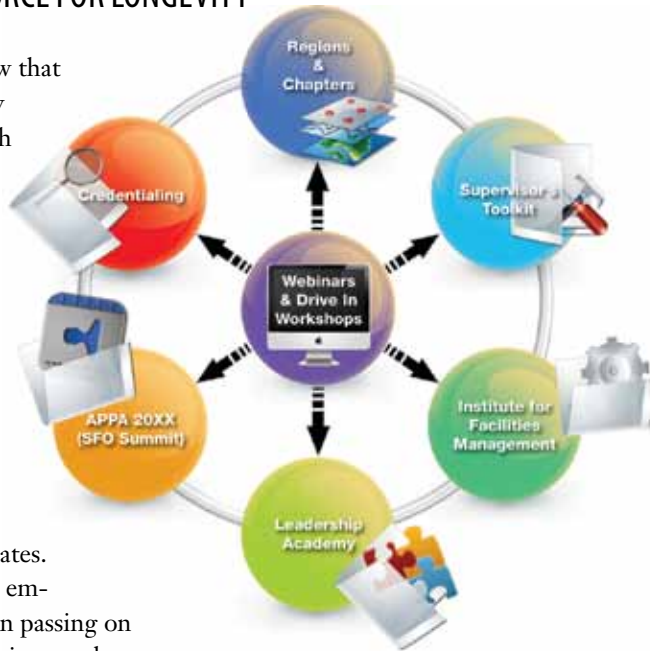 FORCE FOR LONGEVITY
w that
Regions
&
Chapters
Credentialing
Supervisor's
Toolkit
Webinars
& Drive In
Workshops
APPA 20XX
(SFO Summit)
Institute for
Facilities
Management
Leadership
Academy
ates.
em-
n passing on